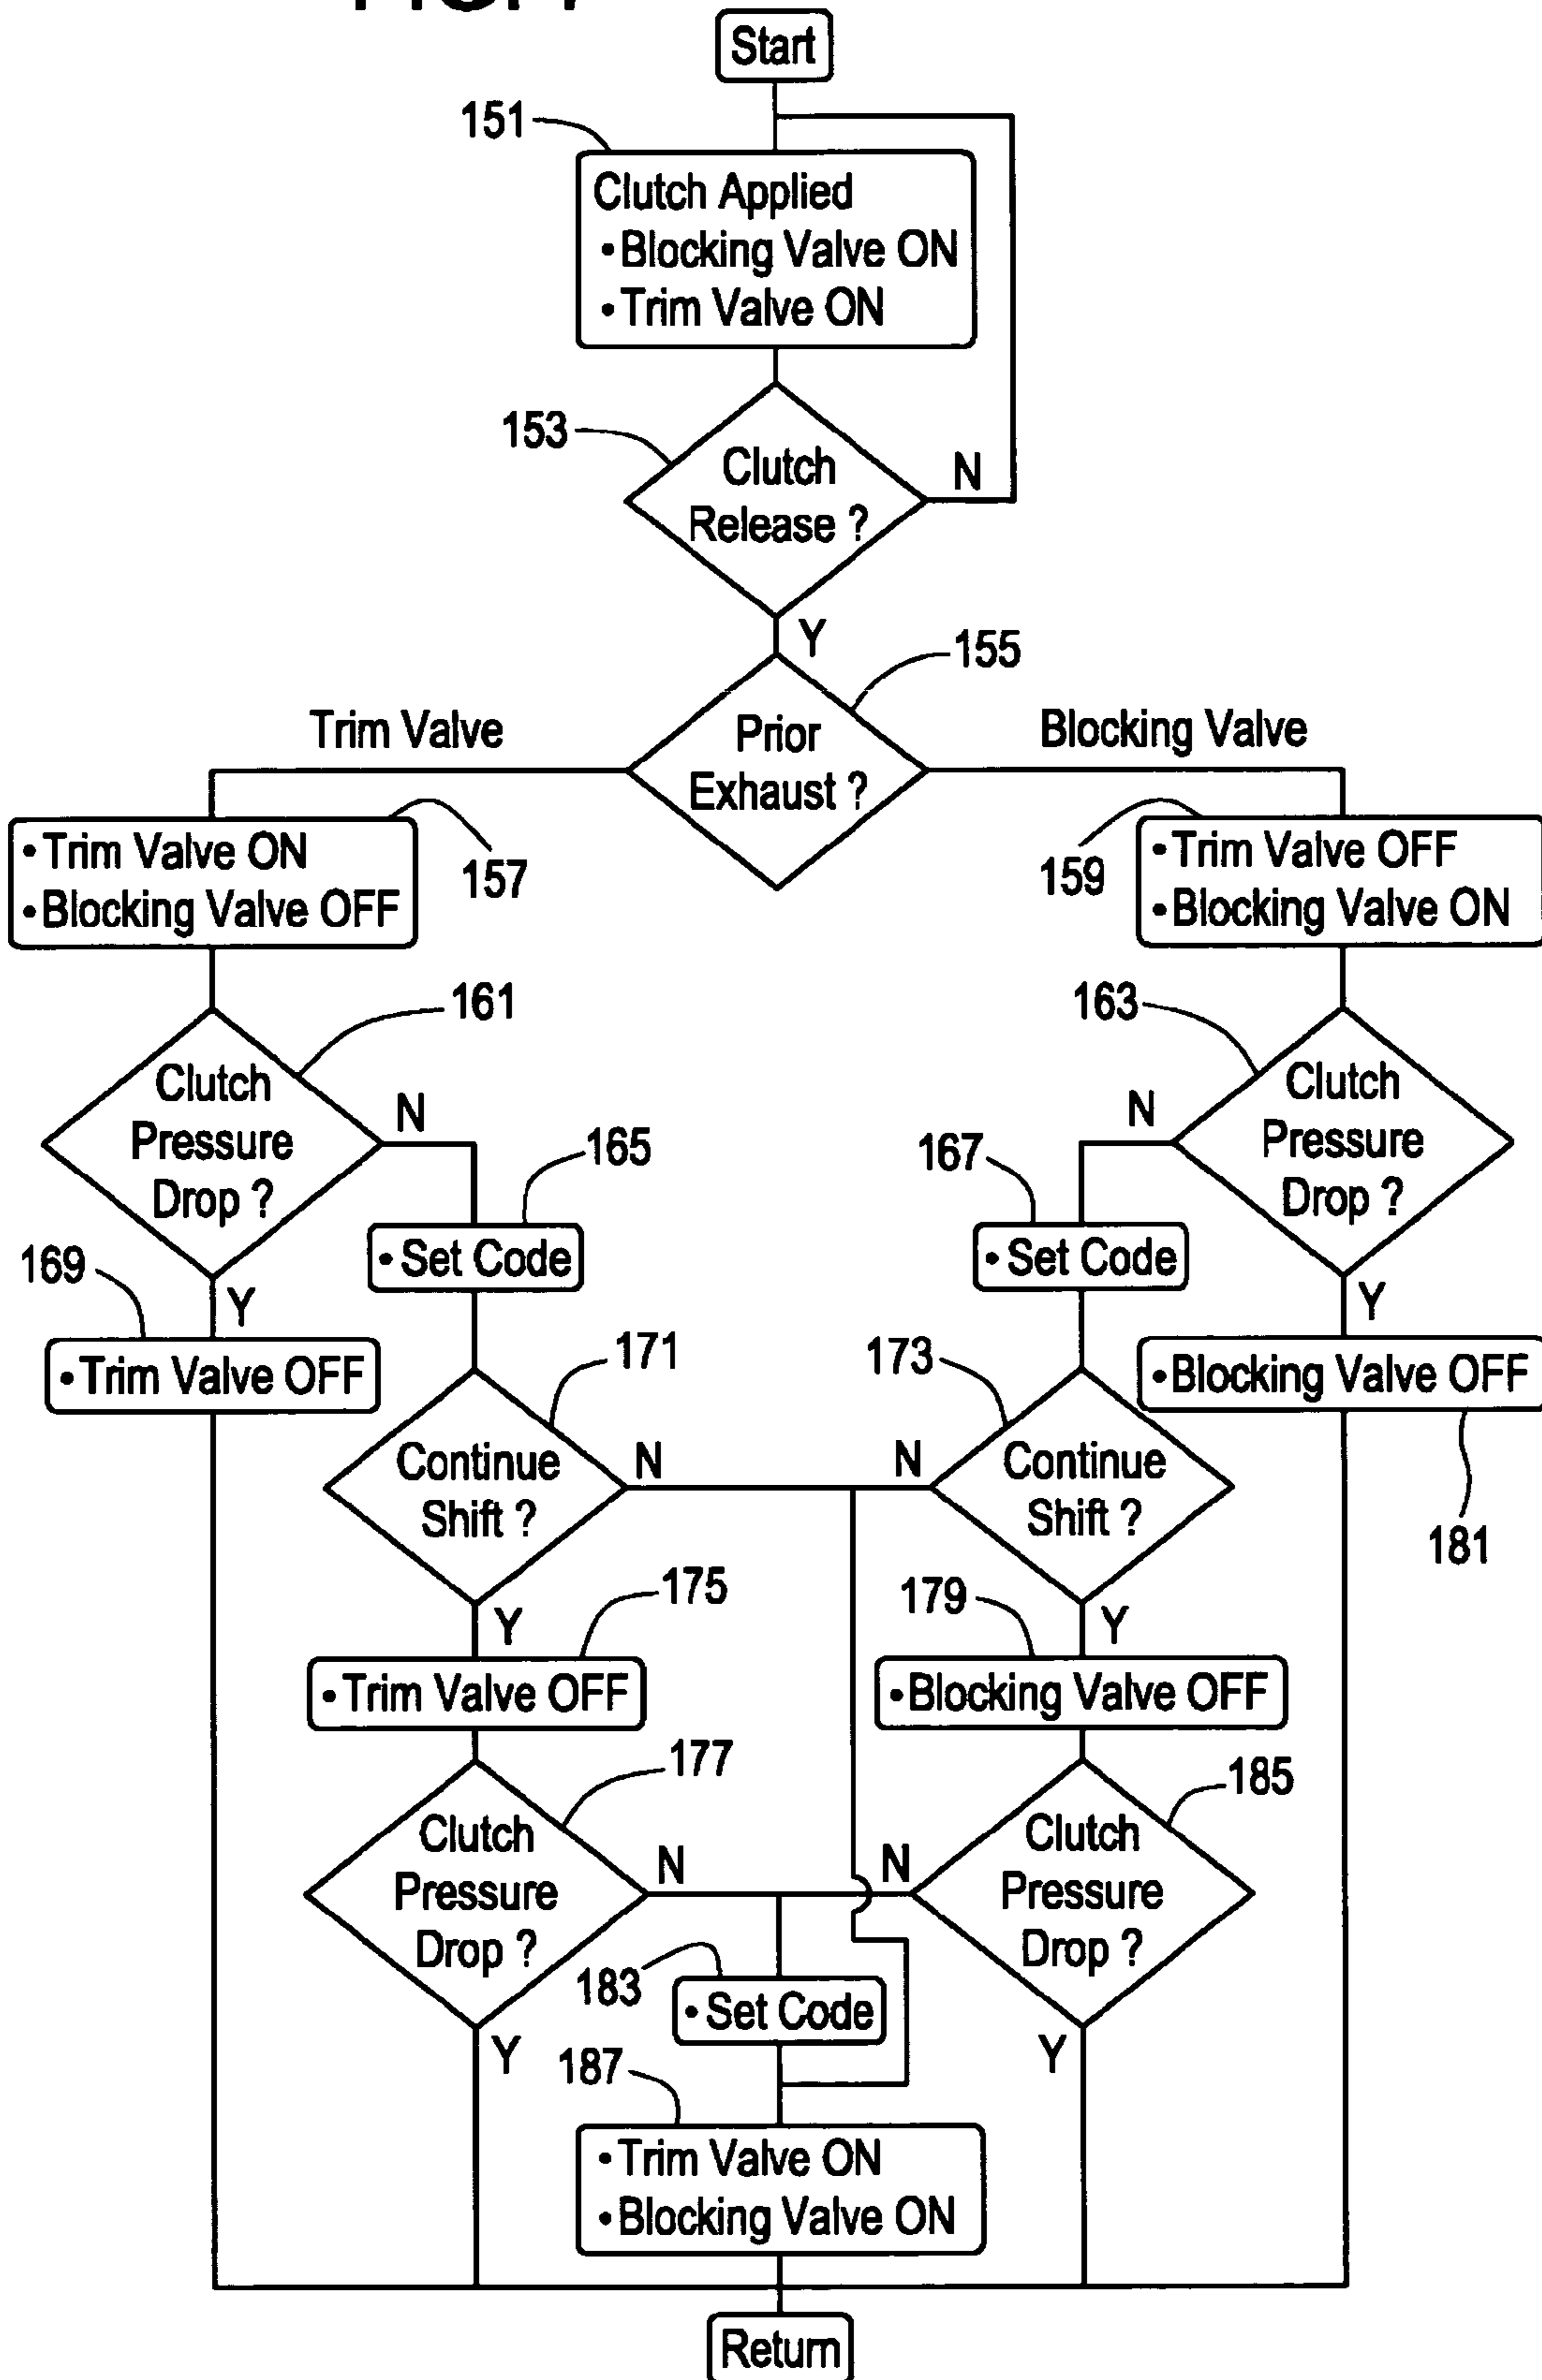 Start
151
Clutch Applied
•Blocking Valve ON
•Trim Valve ON
153
Clutch
Release ?
N
Y
155
Trim Valve
Prior
Exhaust ?
Blocking Valve
•Trim Valve ON
•Blocking Valve OFF
157
159
•Trim Valve OFF
•Blocking Valve ON
161
Clutch
Pressure
Drop ?
N
163
Clutch
Pressure
Drop ?
N
165
•Set Code
167
•Set Code
169
Y
•Trim Valve OFF
Y
•Blocking Valve OFF
181
171
Continue
Shift ?
N
173
Continue
Shift ?
N
175
Y
•Trim Valve OFF
179
Y
•Blocking Valve OFF
177
Clutch
Pressure
Drop ?
N
185
Clutch
Pressure
Drop ?
N
183
•Set Code
Y
Y
187
•Trim Valve ON
•Blocking Valve ON
Return